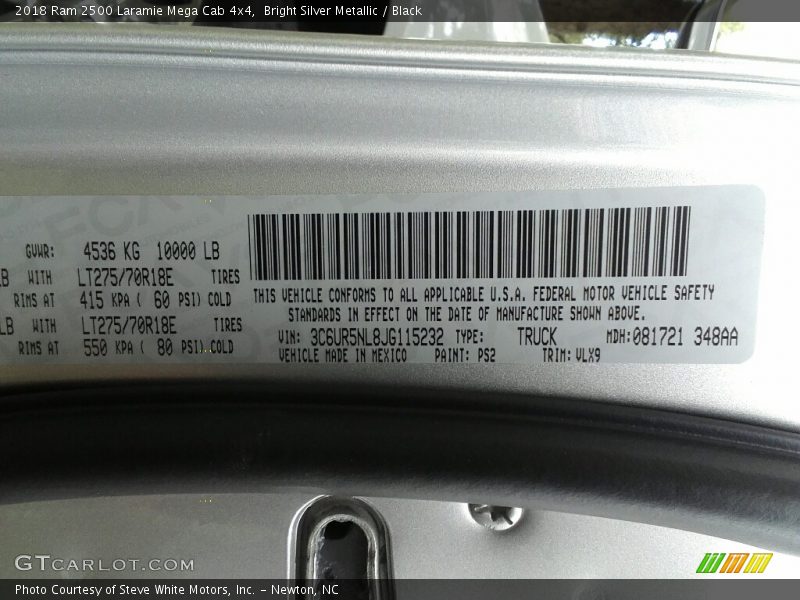 2018 Ram 2500 Laramie Mega Cab 4x4, Bright Silver Metallic / Black
GVWR: 4536 KG 10000 LB
LB WITH LT275/70R18E TIRES
RIMS AT 415 KPA ( 60 PSI) COLD
LB WITH LT275/70R18E TIRES
RIMS AT 550 KPA ( 80 PSI) COLD
THIS VEHICLE CONFORMS TO ALL APPLICABLE U.S.A. FEDERAL MOTOR VEHICLE SAFETY
STANDARDS IN EFFECT ON THE DATE OF MANUFACTURE SHOWN ABOVE.
VIN: 3C6UR5NL8JG115232 TYPE: TRUCK MDH:081721 348AA
VEHICLE MADE IN MEXICO PAINT: PS2 TRIM: VLX9
GTCARLOT.COM
Photo Courtesy of Steve White Motors, Inc. – Newton, NC